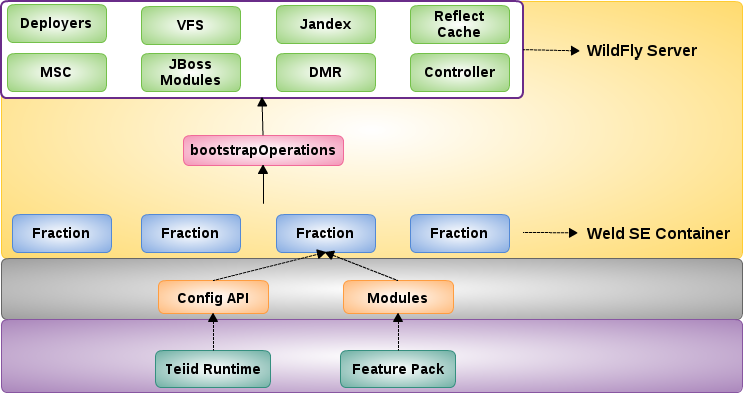 Deployers
VFS
Jandex
Reflect
Cache
WildFly Server
MSC
JBoss
Modules
DMR
Controller
bootstrapOperations
Fraction
Fraction
Fraction
Fraction
Weld SE Container
Config API
Modules
Teiid Runtime
Feature Pack